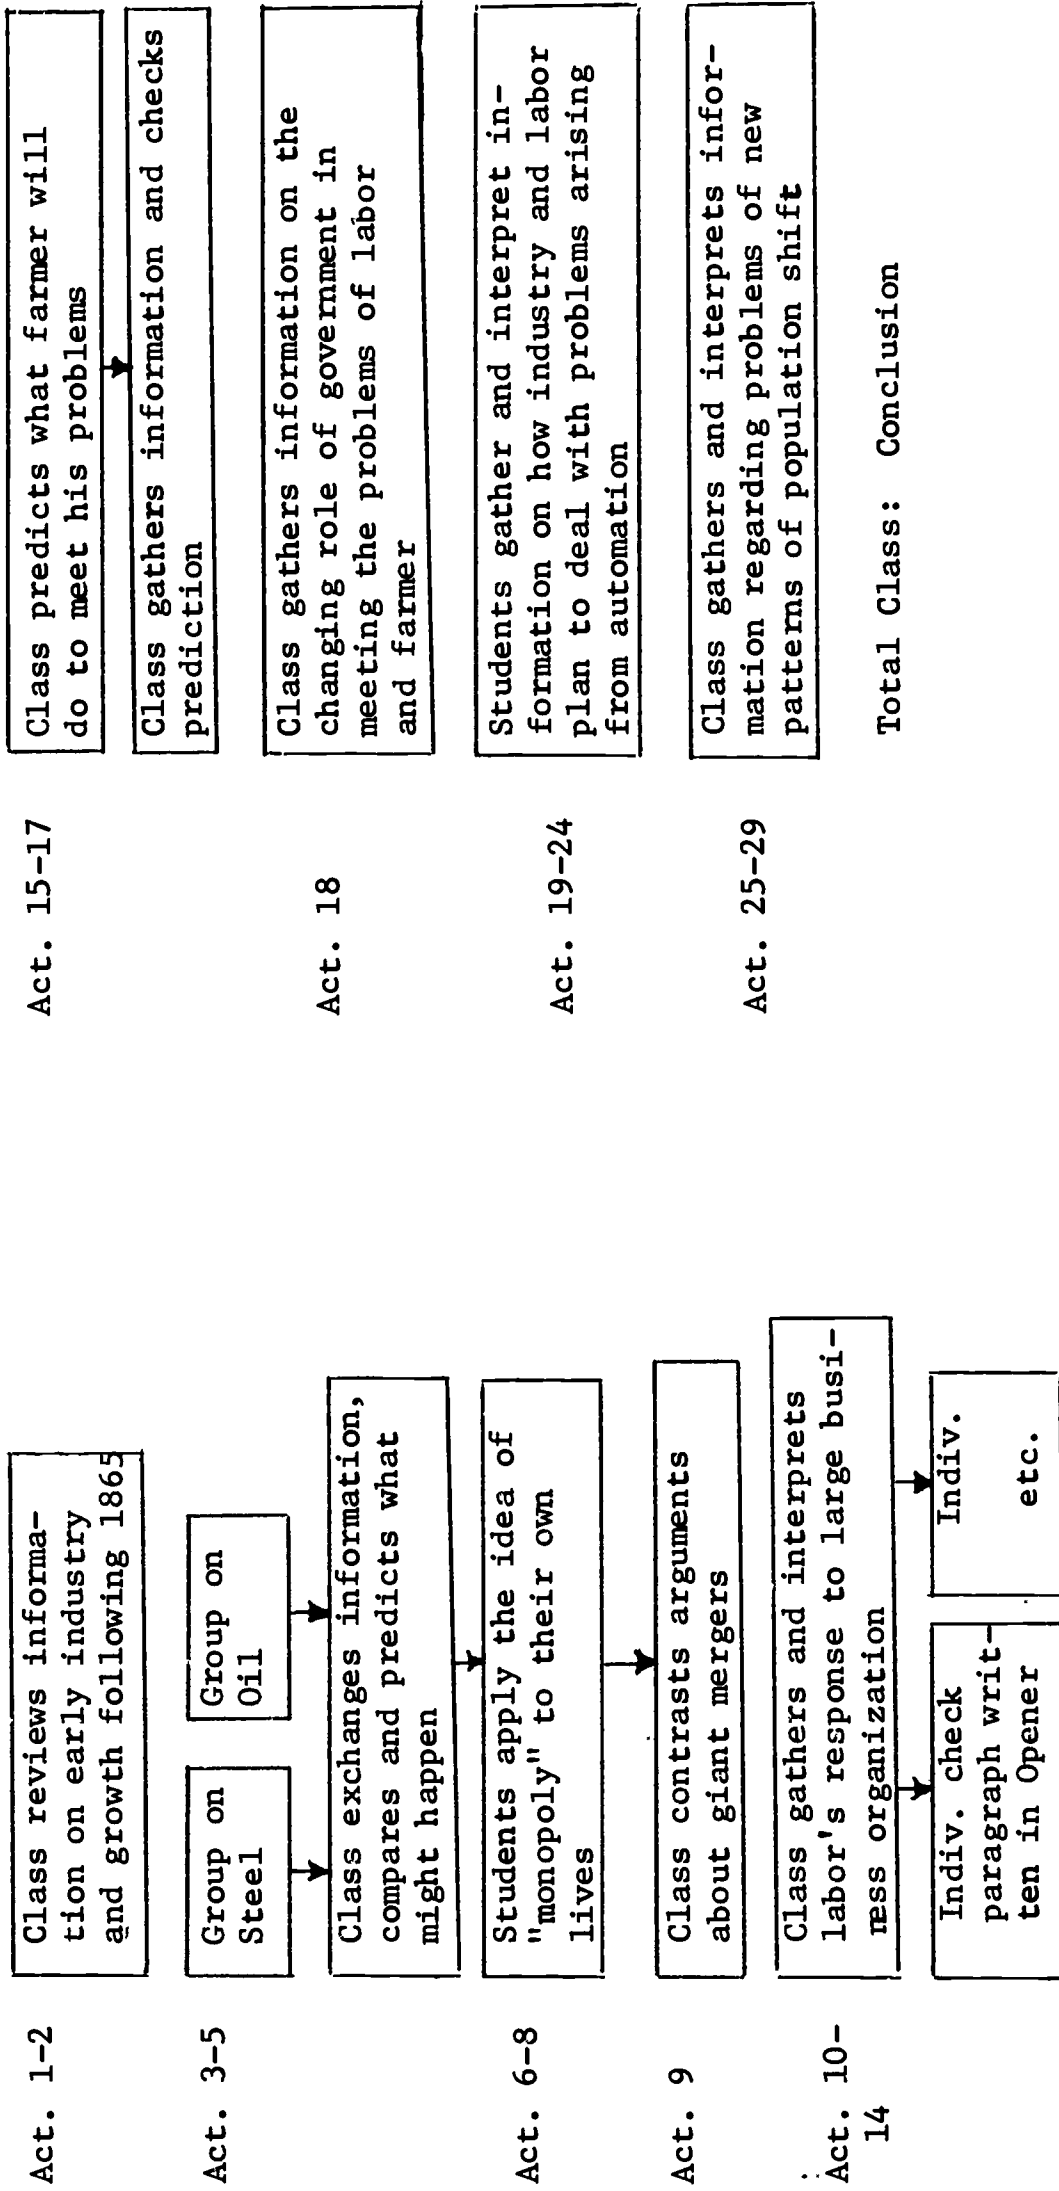 Act. 1-2
Class reviews informa-
tion on early industry
and growth following 1865
Act. 3-5
Group on
Steel
Group on
Oil
Class exchanges information,
compares and predicts what
might happen
Act. 6-8
Students apply the idea of
"monopoly" to their own
lives
Act. 9
Class contrasts arguments
about giant mergers
Act. 10-
14
Class gathers and interprets
labor's response to large busi-
ness organization
Indiv. check
paragraph writ-
ten in Opener
Indiv.
etc.
Act. 15-17
Class predicts what farmer will
do to meet his problems
Class gathers information and checks
prediction
Act. 18
Class gathers information on the
changing role of government in
meeting the problems of labor
and farmer
Act. 19-24
Students gather and interpret in-
formation on how industry and labor
plan to deal with problems arising
from automation
Act. 25-29
Class gathers and interprets infor-
mation regarding problems of new
patterns of population shift
Total Class: Conclusion